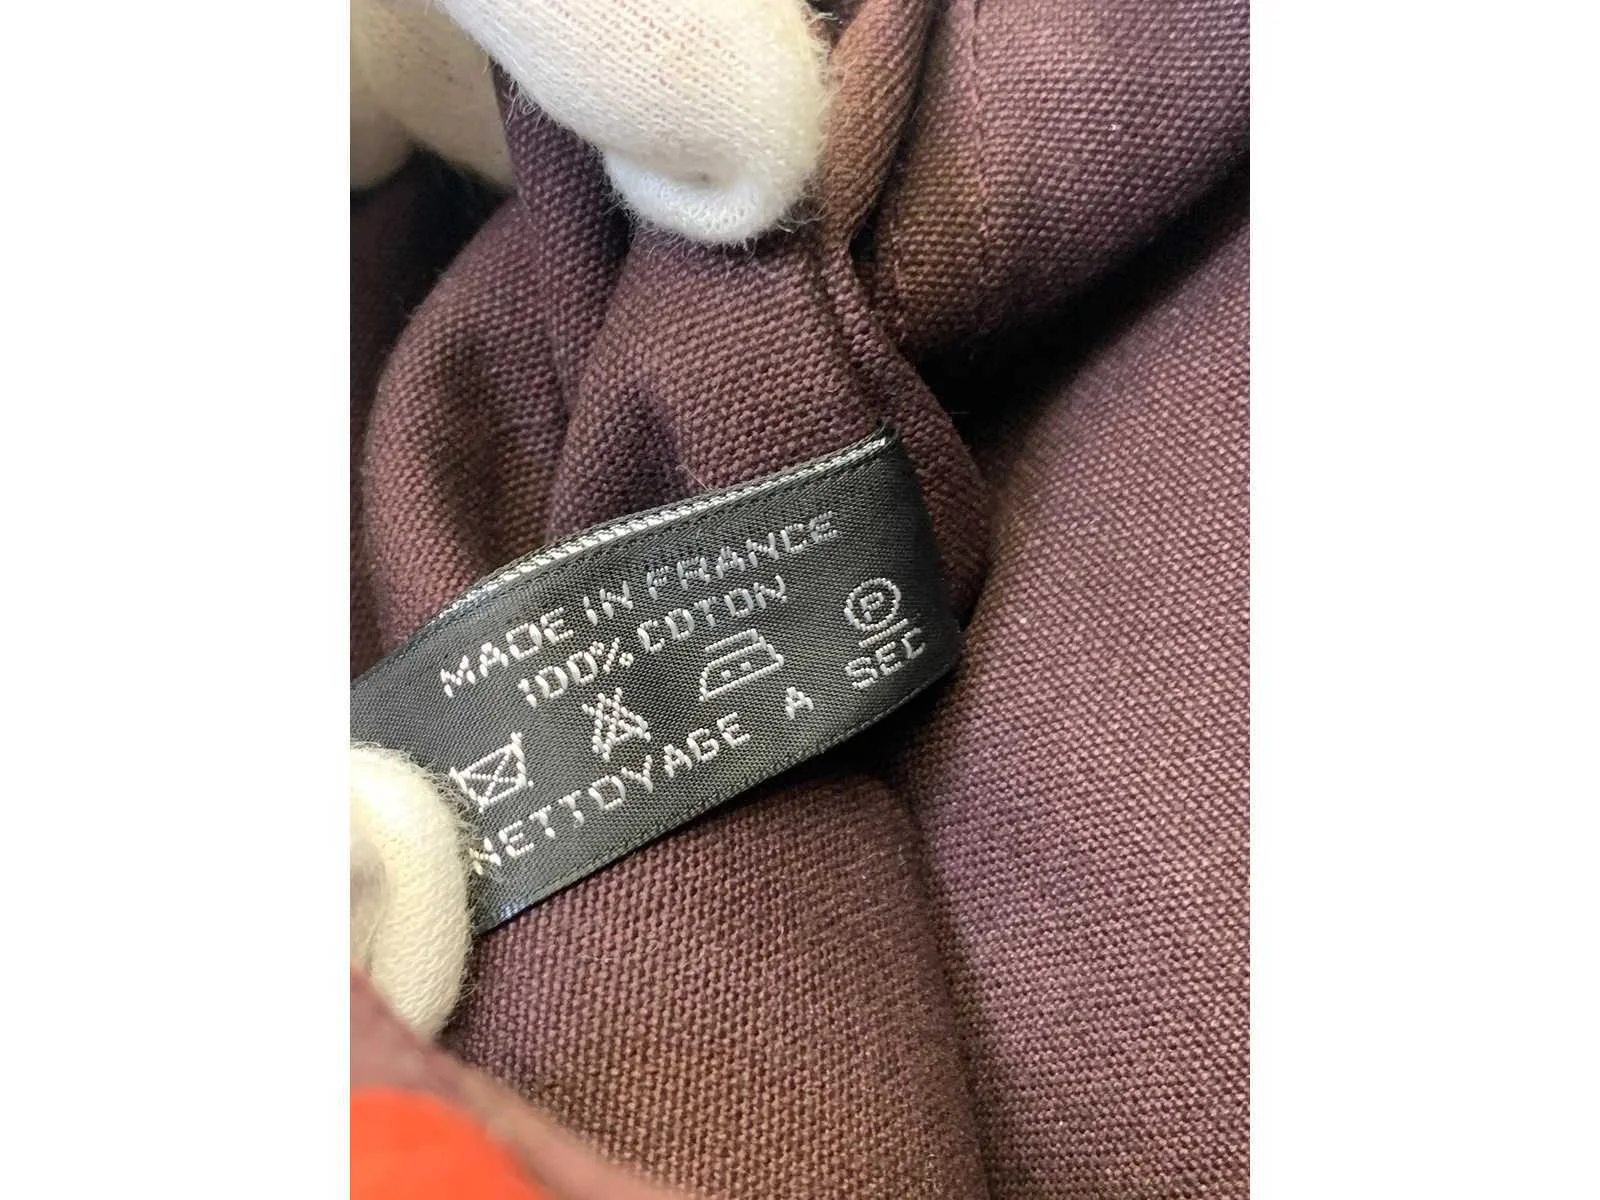 MADE IN FRANCE
100% COTON
P
NETTOYAGE A SEC